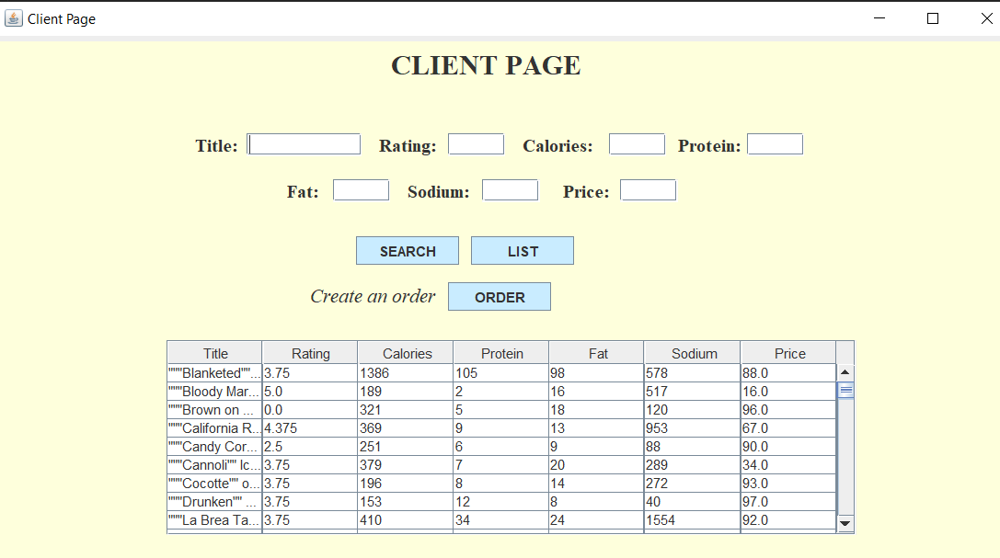 Client Page
CLIENT PAGE
Title: Rating: Calories: Protein:
Fat: Sodium: Price:
SEARCH LIST
Create an order ORDER
Title Rating Calories Protein Fat Sodium Price
"""Blanketed""... 3.75 1386 105 98 578 88.0
"""Bloody Mar... 5.0 189 2 16 517 16.0
"""Brown on ... 0.0 321 5 18 120 96.0
"""California R... 4.375 369 9 13 953 67.0
"""Candy Cor... 2.5 251 6 9 88 90.0
"""Cannoli"" Ic... 3.75 379 7 20 289 34.0
"""Cocotte"" o... 3.75 196 8 14 272 93.0
"""Drunken"" ... 3.75 153 12 8 40 97.0
"""La Brea Ta... 3.75 410 34 24 1554 92.0